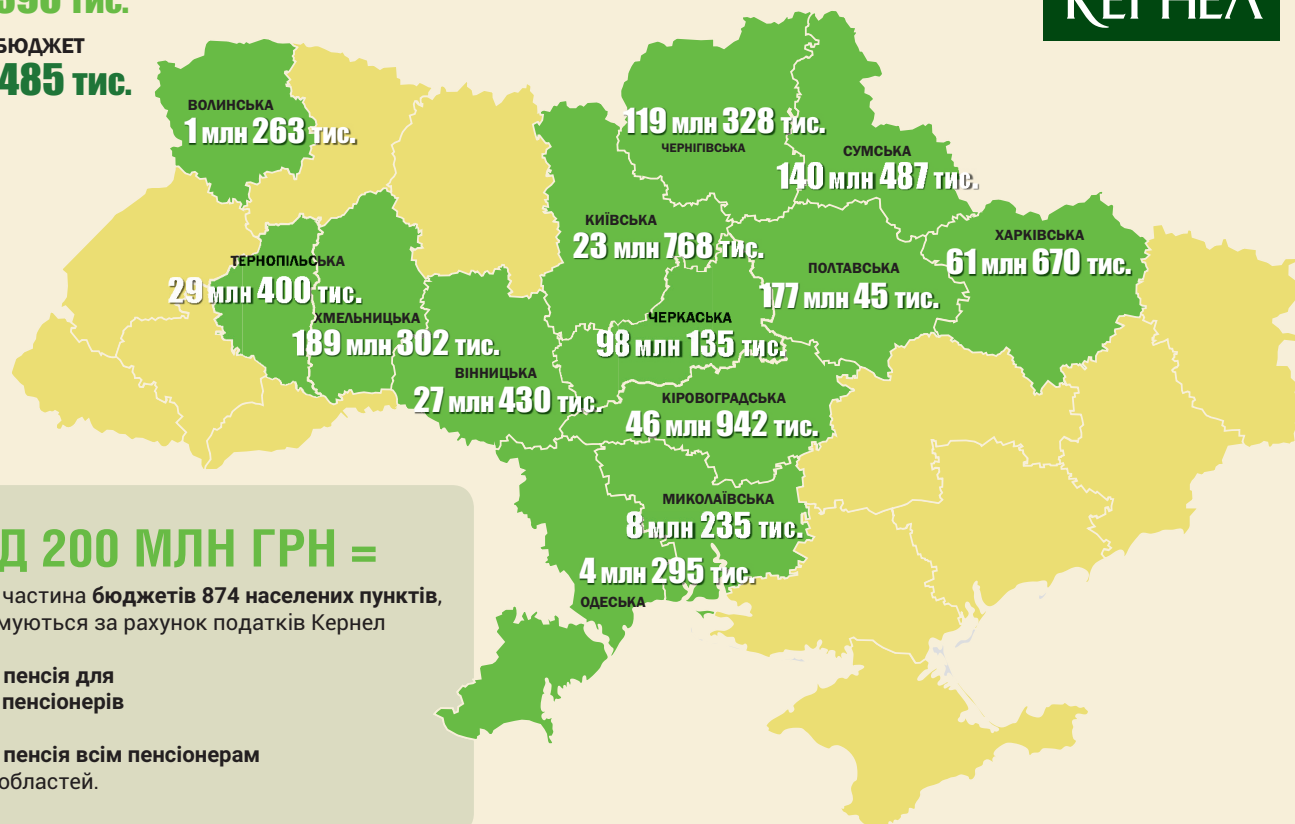 тис.
КЕРНЕЛ
БЮДЖЕТ
485 тис.
ВОЛИНСЬКА
1 млн 263 тис.
119 млн 328 тис.
ЧЕРНІГІВСЬКА
СУМСЬКА
140 млн 487 тис.
КИЇВСЬКА
23 млн 768 тис.
ХАРКІВСЬКА
61 млн 670 тис.
ПОЛТАВСЬКА
177 млн 45 тис.
ТЕРНОПІЛЬСЬКА
29 млн 400 тис.
ХМЕЛЬНИЦЬКА
189 млн 302 тис.
ЧЕРКАСЬКА
98 млн 135 тис.
ВІННИЦЬКА
27 млн 430 тис.
КІРОВОГРАДСЬКА
46 млн 942 тис.
МИКОЛАЇВСЬКА
8 млн 235 тис.
4 млн 295 тис.
ОДЕСЬКА
Д 200 МЛН ГРН =
частина бюджетів 874 населених пунктів,
муються за рахунок податків Кернел
пенсія для
пенсіонерів
пенсія всім пенсіонерам
областей.